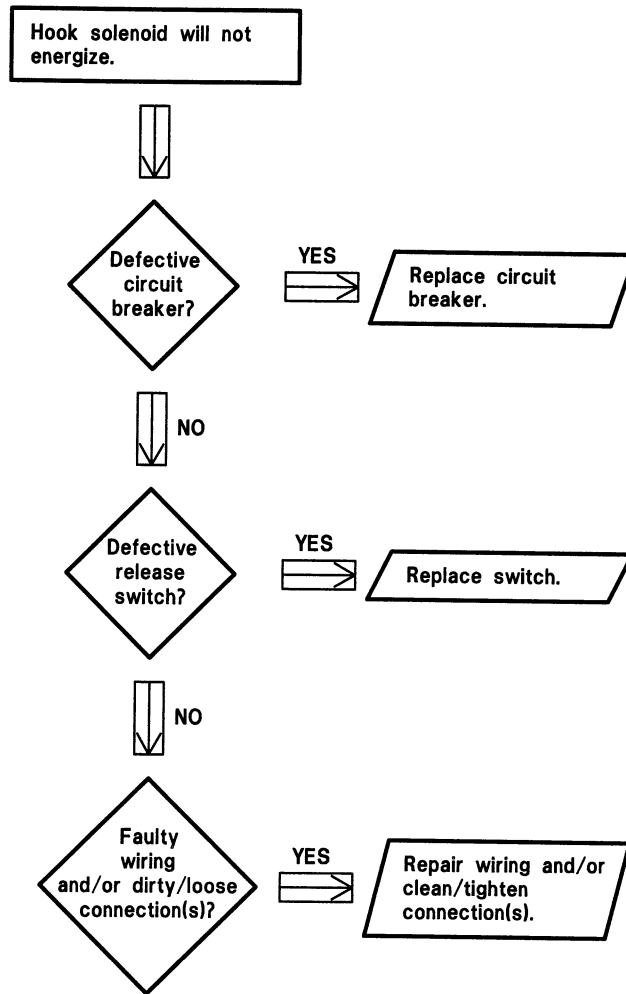 Hook solenoid will not
energize.
Defective
circuit
breaker?
YES
Replace circuit
breaker.
NO
Defective
release
switch?
YES
Replace switch.
NO
Faulty
wiring
and/or dirty/loose
connection(s)?
YES
Repair wiring and/or
clean/tighten
connection(s).